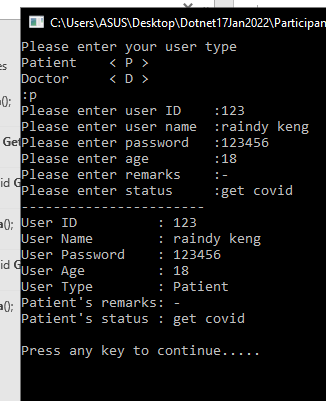 C:\Users\ASUS\Desktop\Dotnet17Jan2022\Participan
Please enter your user type
Patient    < P >
Doctor     < D >
:p
Please enter user ID    :123
Please enter user name  :raindy keng
Please enter password   :123456
Please enter age        :18
Please enter remarks    :-
Please enter status     :get covid
-----------------------
User ID          : 123
User Name        : raindy keng
User Password    : 123456
User Age         : 18
User Type        : Patient
Patient's remarks: -
Patient's status : get covid
Press any key to continue.....
es
a();
Ge
id G
a();
id G
a();